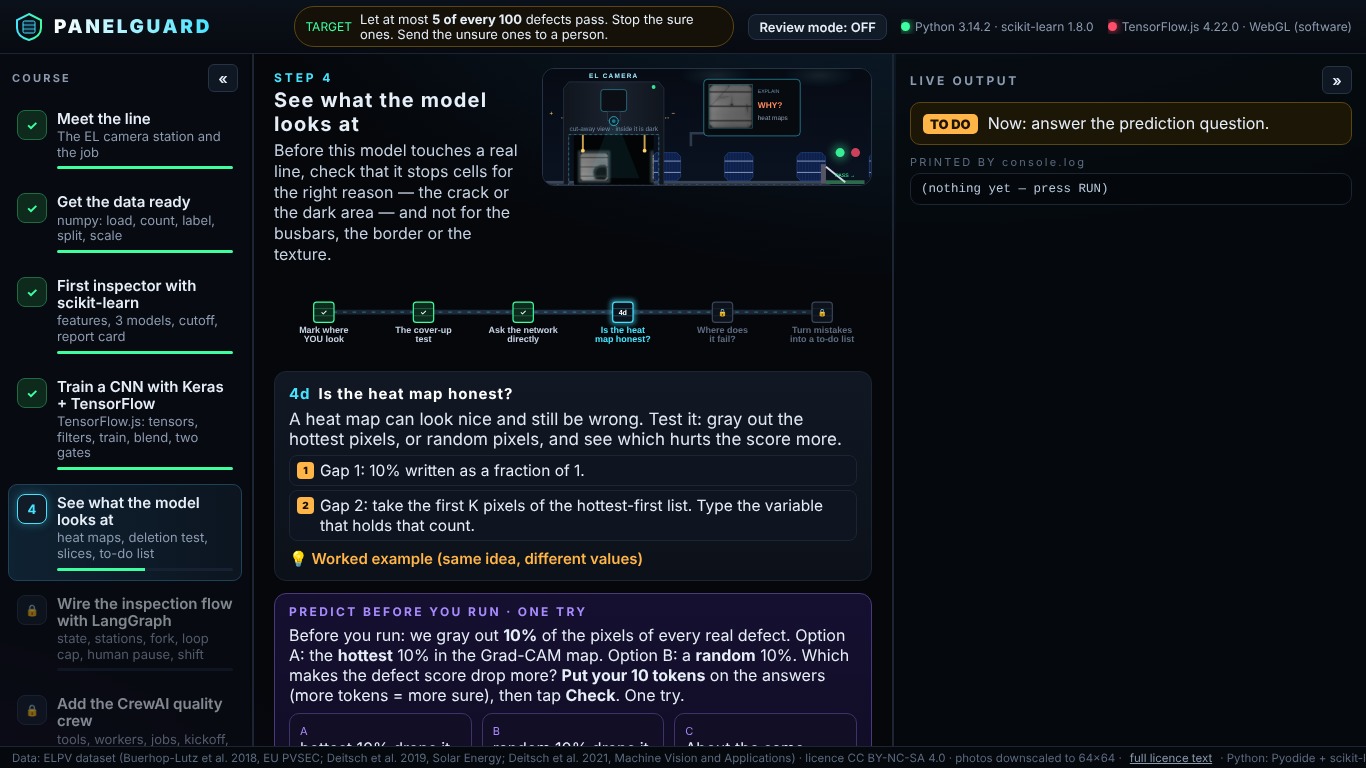 PANELGUARD
TARGET
Let at most 5 of every 100 defects pass. Stop the sure
ones. Send the unsure ones to a person.
Review mode: OFF
Python 3.14.2 · scikit-learn 1.8.0
TensorFlow.js 4.22.0 · WebGL (software)
COURSE
«
Meet the line
The EL camera station and
the job
Get the data ready
numpy: load, count, label,
split, scale
First inspector with
scikit-learn
features, 3 models, cutoff,
report card
Train a CNN with Keras
+ TensorFlow
TensorFlow.js: tensors,
filters, train, blend, two
gates
4
See what the model
looks at
heat maps, deletion test,
slices, to-do list
Wire the inspection flow
with LangGraph
state, stations, fork, loop
cap, human pause, shift
Add the CrewAI quality
crew
tools, workers, jobs, kickoff,
STEP 4
See what the model
looks at
Before this model touches a real
line, check that it stops cells for
the right reason — the crack or
the dark area — and not for the
busbars, the border or the
texture.
EL CAMERA
cut-away view · inside it is dark
EXPLAIN
WHY?
heat maps
Mark where
YOU look
The cover-up
test
Ask the network
directly
4d
Is the heat
map honest?
Where does
it fail?
Turn mistakes
into a to-do list
4d Is the heat map honest?
A heat map can look nice and still be wrong. Test it: gray out the
hottest pixels, or random pixels, and see which hurts the score more.
1 Gap 1: 10% written as a fraction of 1.
2 Gap 2: take the first K pixels of the hottest-first list. Type the variable
that holds that count.
💡 Worked example (same idea, different values)
PREDICT BEFORE YOU RUN · ONE TRY
Before you run: we gray out 10% of the pixels of every real defect. Option
A: the hottest 10% in the Grad-CAM map. Option B: a random 10%. Which
makes the defect score drop more? Put your 10 tokens on the answers
(more tokens = more sure), then tap Check. One try.
A
B
C
hottest 10% drops it
random 10% drops it
About the same
LIVE OUTPUT
»
TO DO Now: answer the prediction question.
PRINTED BY console.log
(nothing yet — press RUN)
Data: ELPV dataset (Buerhop-Lutz et al. 2018, EU PVSEC; Deitsch et al. 2019, Solar Energy; Deitsch et al. 2021, Machine Vision and Applications) · licence CC BY-NC-SA 4.0 · photos downscaled to 64×64 · full licence text · Python: Pyodide + scikit-l